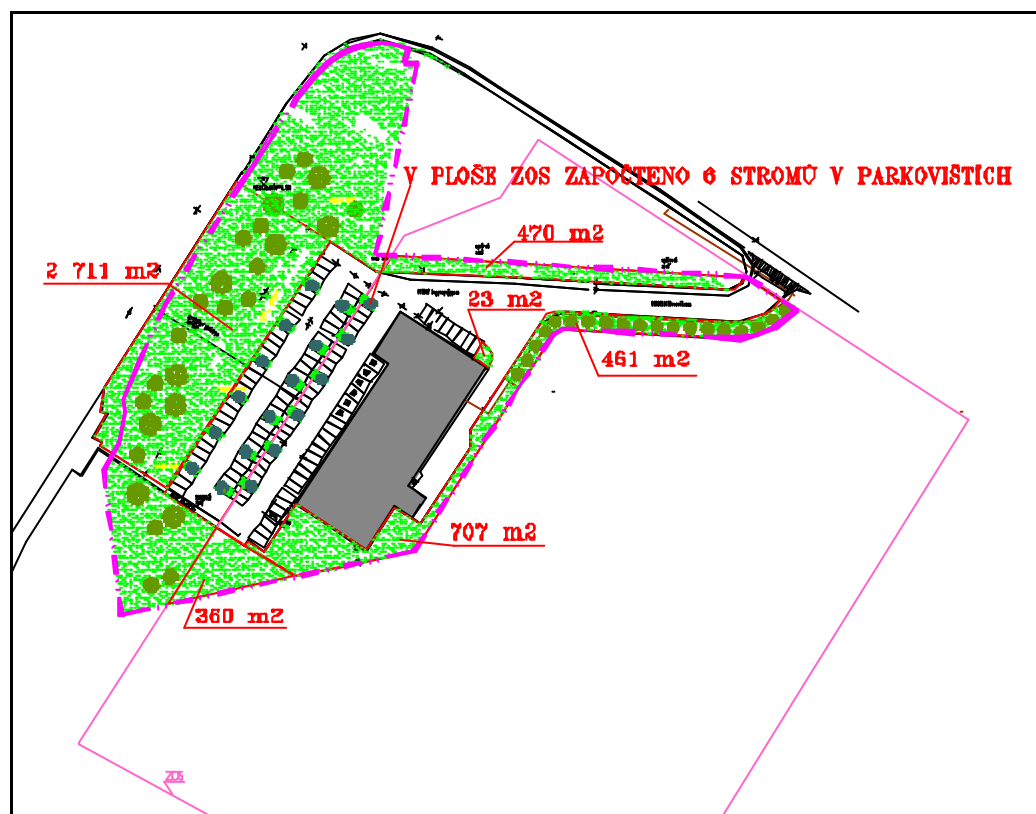 V PLOŠE ZOS ZAPOČTENO 6 STROMŮ V PARKOVIŠTÍCH
470 m2
2 711 m2
23 m2
461 m2
707 m2
360 m2
ZOS